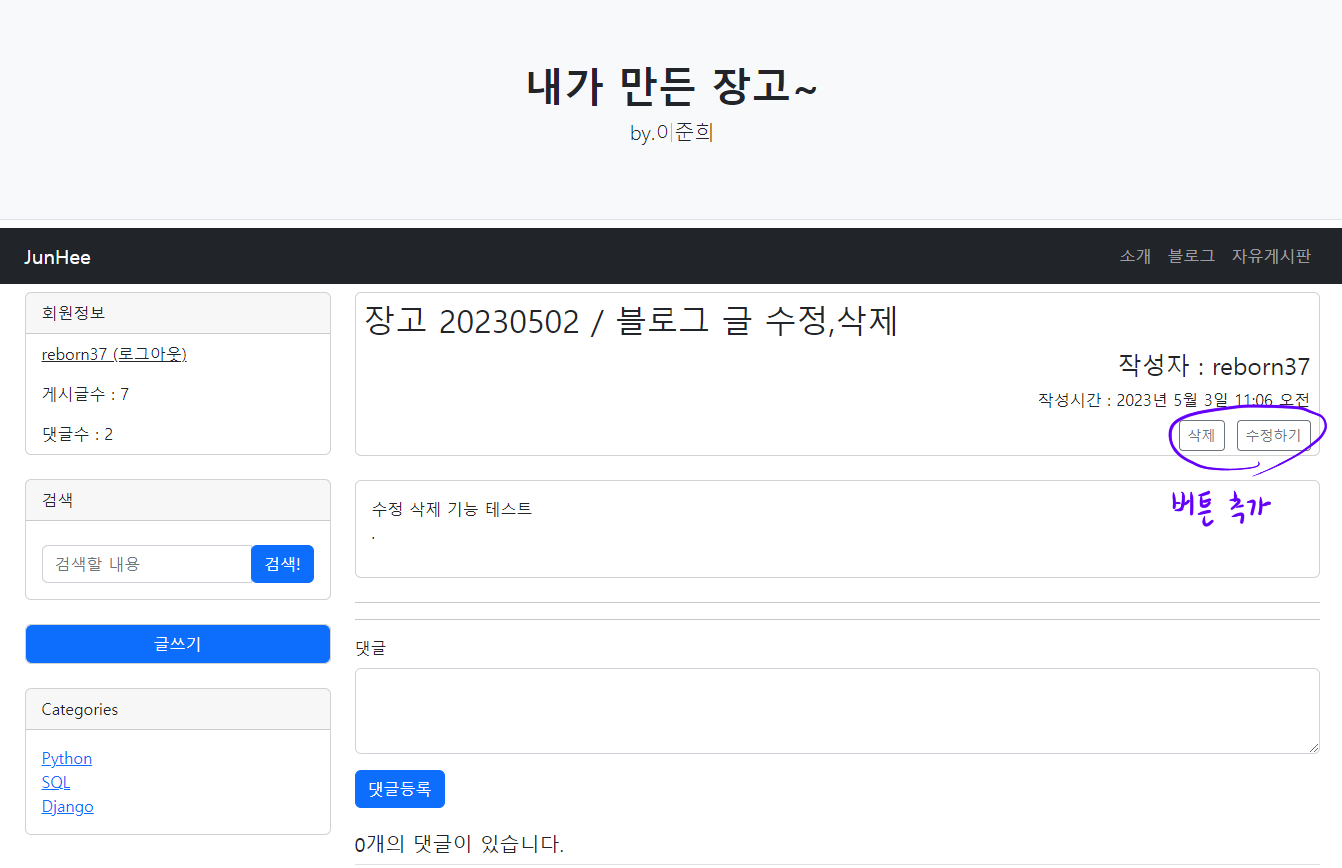 내가 만든 장고~
by.이준희
JunHee
소개 블로그 자유게시판
회원정보
reborn37 (로그아웃)
게시글수 : 7
댓글수 : 2
검색
검색할 내용 검색!
글쓰기
Categories
Python
SQL
Django
장고 20230502 / 블로그 글 수정,삭제
작성자 : reborn37
작성시간 : 2023년 5월 3일 11:06 오전
삭제 수정하기
버튼 추가
수정 삭제 기능 테스트
.
댓글
댓글등록
0개의 댓글이 있습니다.